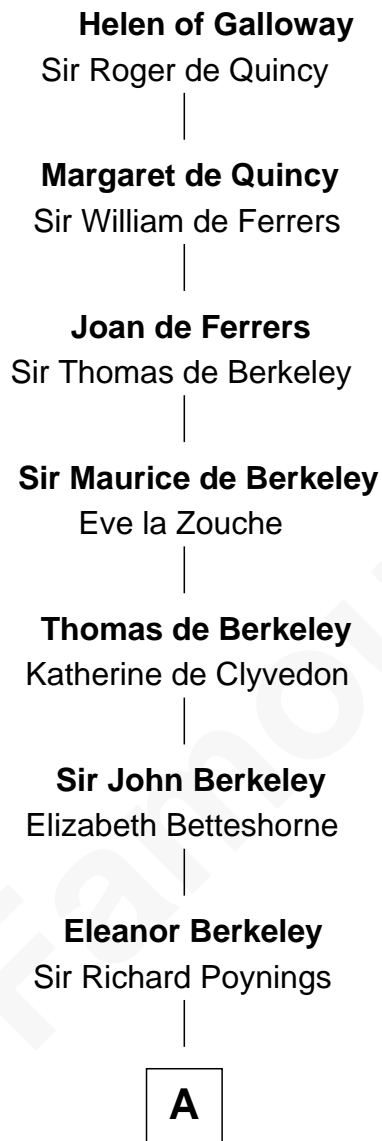 Helen of Galloway
Sir Roger de Quincy
Margaret de Quincy
Sir William de Ferrers
Joan de Ferrers
Sir Thomas de Berkeley
Sir Maurice de Berkeley
Eve la Zouche
Thomas de Berkeley
Katherine de Clyvedon
Sir John Berkeley
Elizabeth Betteshorne
Eleanor Berkeley
Sir Richard Poynings
A